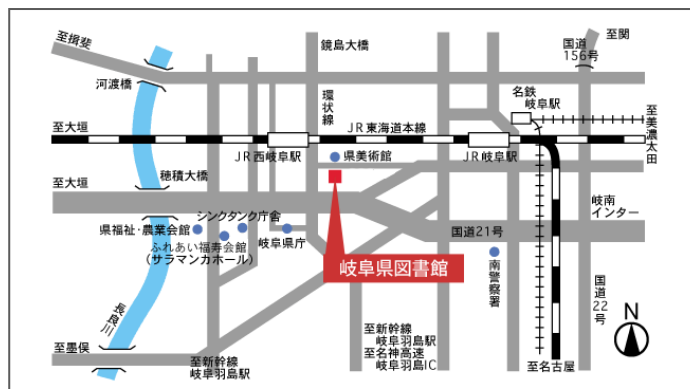 至揖斐
鏡島大橋
国道
156号
至関
河渡橋
環状線
名鉄
岐阜駅
至大垣
JR東海道本線
至美濃太田
JR西岐阜駅
県美術館
JR岐阜駅
穂積大橋
至大垣
岐南
インター
県福祉・農業会館
シンクタンク庁舎
ふれあい福寿会館
(サラマンカホール)
岐阜県庁
国道21号
岐阜県図書館
南警察署
国道22号
長良川
N
至墨俣
至新幹線
岐阜羽島駅
至新幹線
岐阜羽島駅
至名神高速
岐阜羽島IC
至名古屋